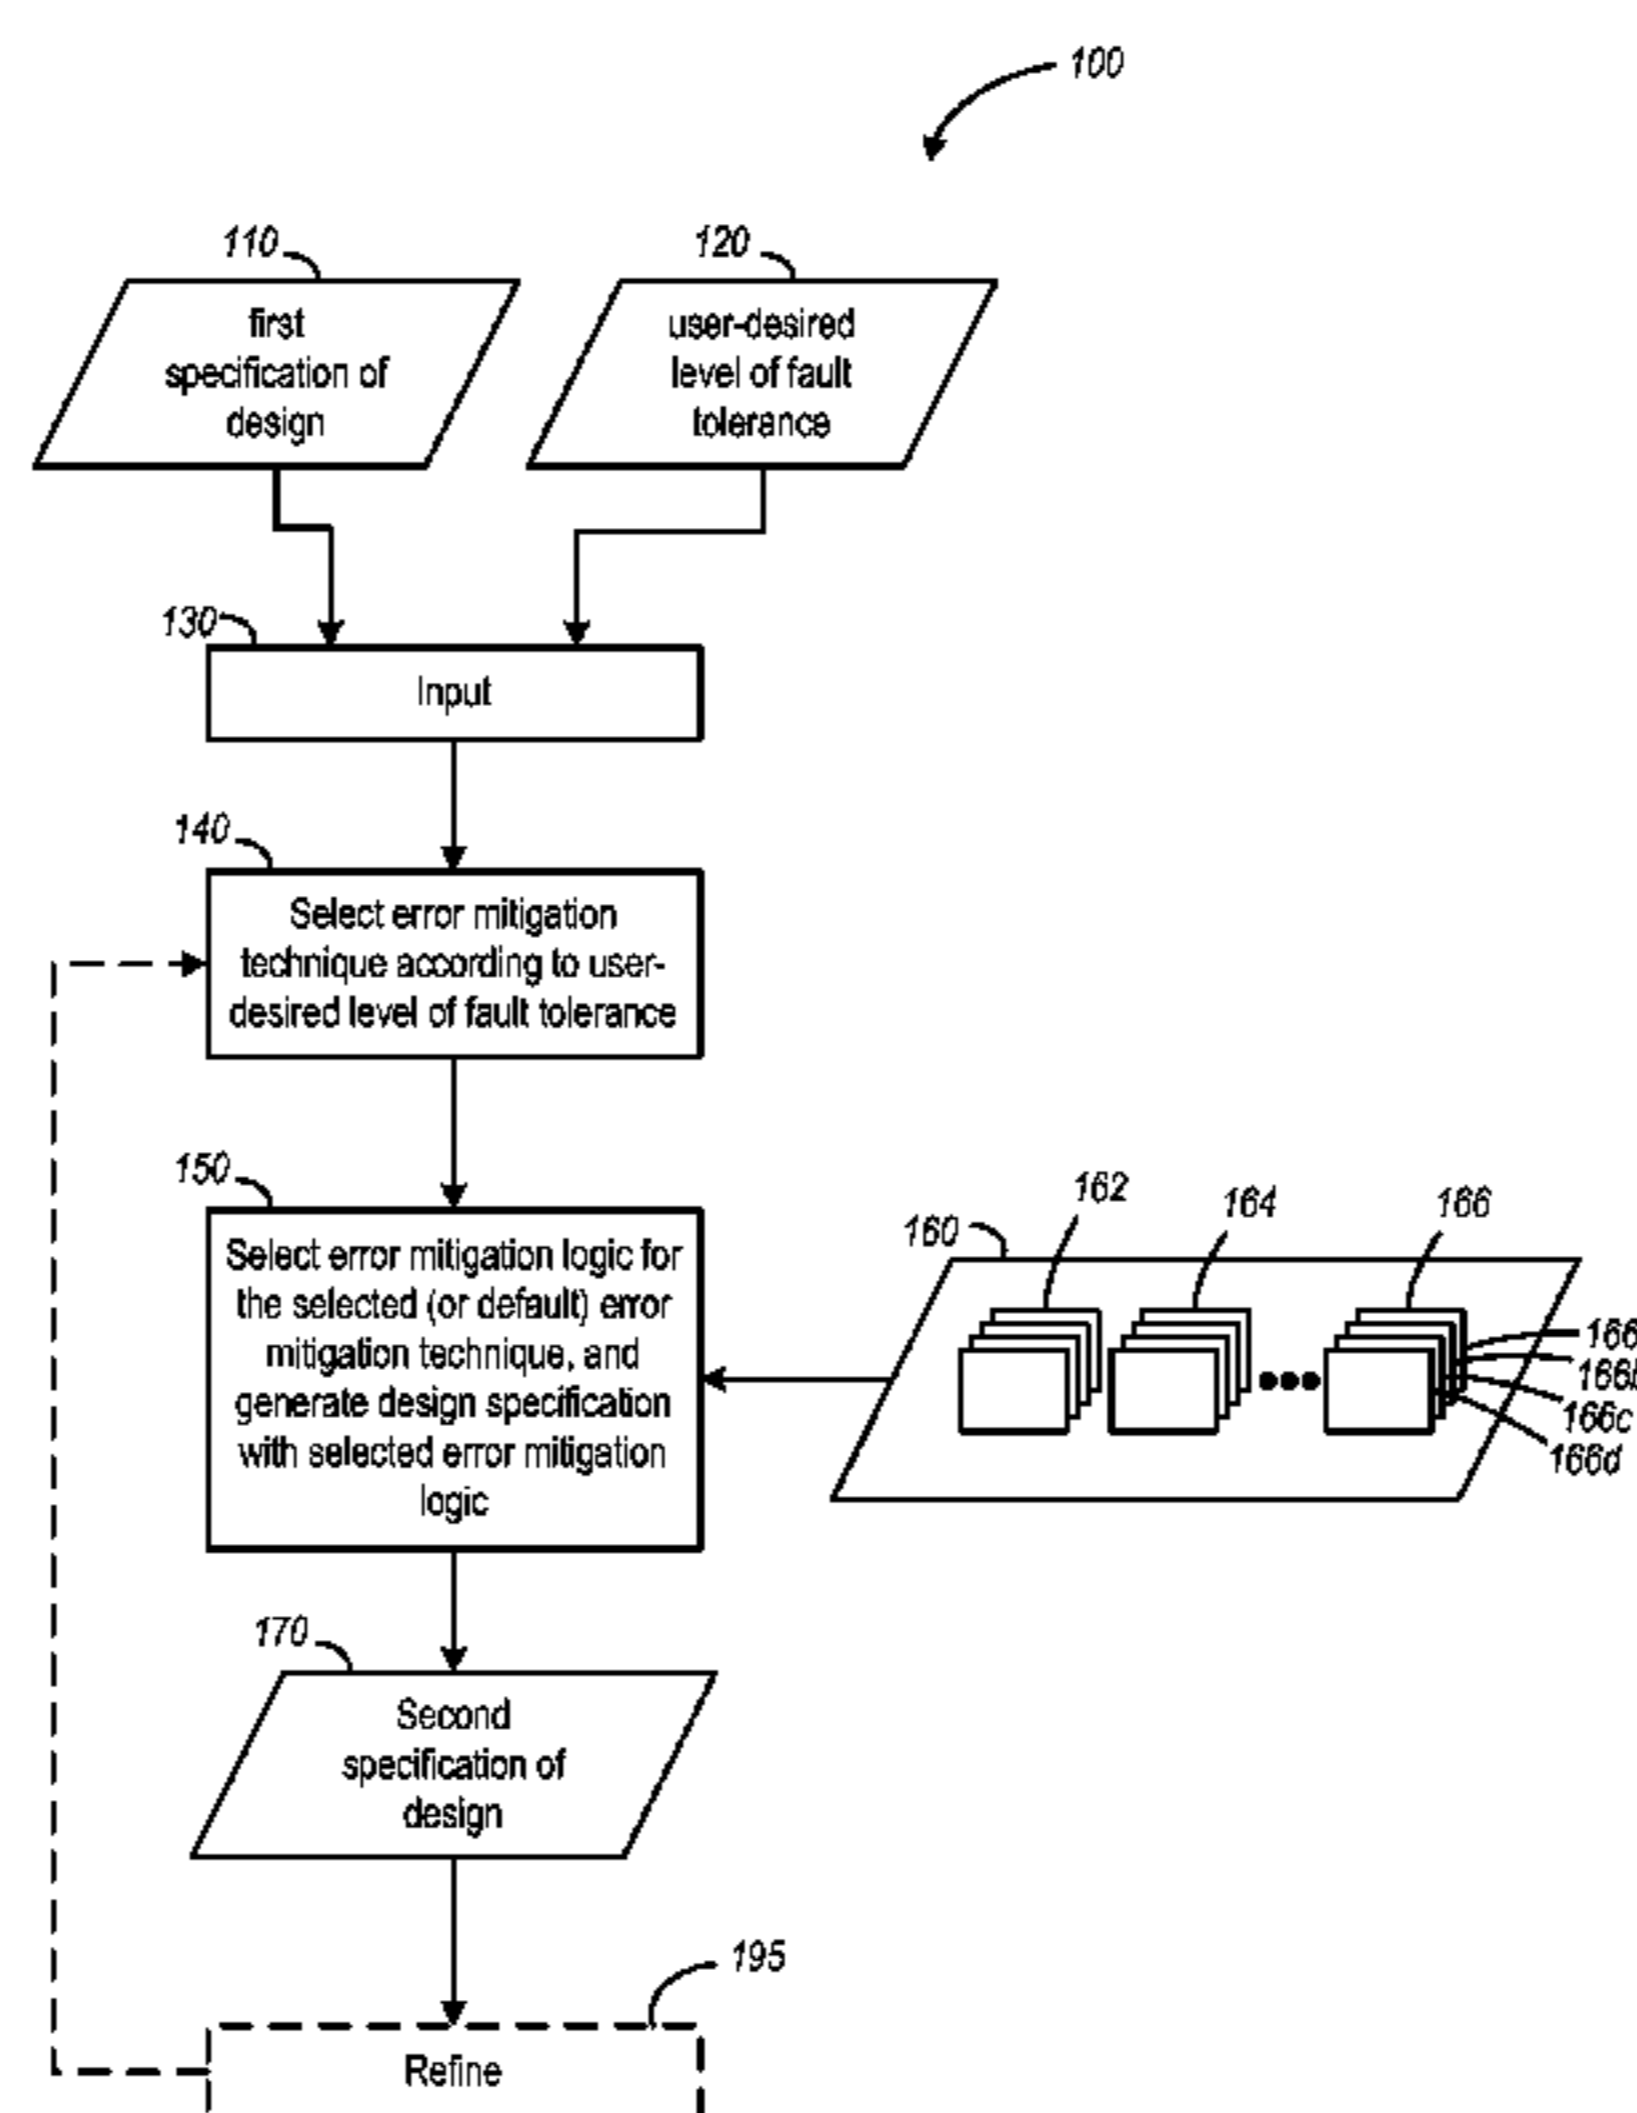 100
110
120
first
specification of
design
user-desired
level of fault
tolerance
130
Input
140
Select error mitigation
technique according to user-
desired level of fault tolerance
150
Select error mitigation logic for
the selected (or default) error
mitigation technique, and
generate design specification
with selected error mitigation
logic
160
162
164
166
166b
166c
166d
170
Second
specification of
design
195
Refine